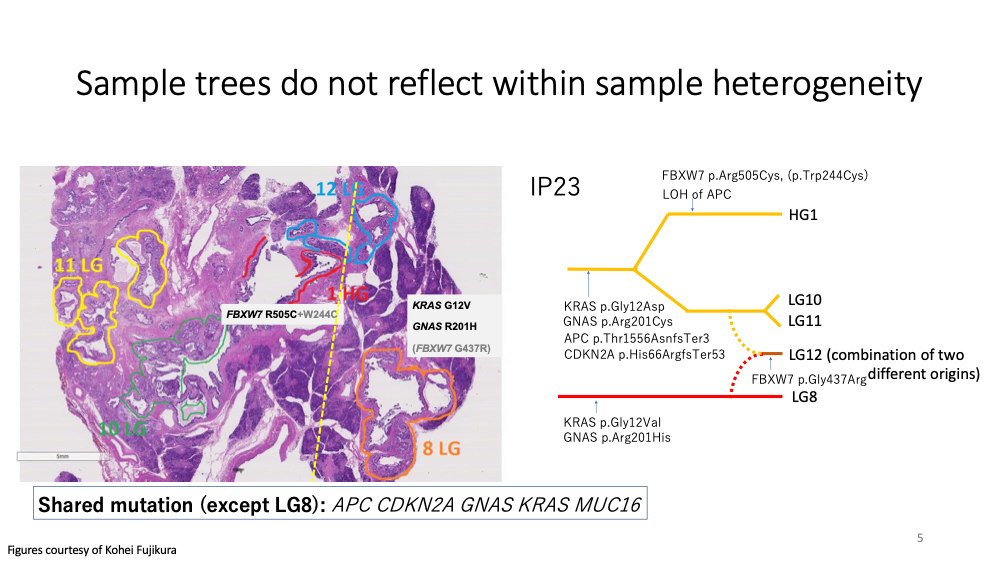 Sample trees do not reflect within sample heterogeneity
12 LG
11 LG
1 HG
FBXW7 R505C+W244C
KRAS G12V
GNAS R201H
(FBXW7 G437R)
10 LG
8 LG
5mm
IP23
FBXW7 p.Arg505Cys, (p.Trp244Cys)
LOH of APC
HG1
KRAS p.Gly12Asp
GNAS p.Arg201Cys
APC p.Thr1556AsnfsTer3
CDKN2A p.His66ArgfsTer53
LG10
LG11
LG12 (combination of two
different origins)
FBXW7 p.Gly437Arg
LG8
KRAS p.Gly12Val
GNAS p.Arg201His
Shared mutation (except LG8): APC CDKN2A GNAS KRAS MUC16
Figures courtesy of Kohei Fujikura
5